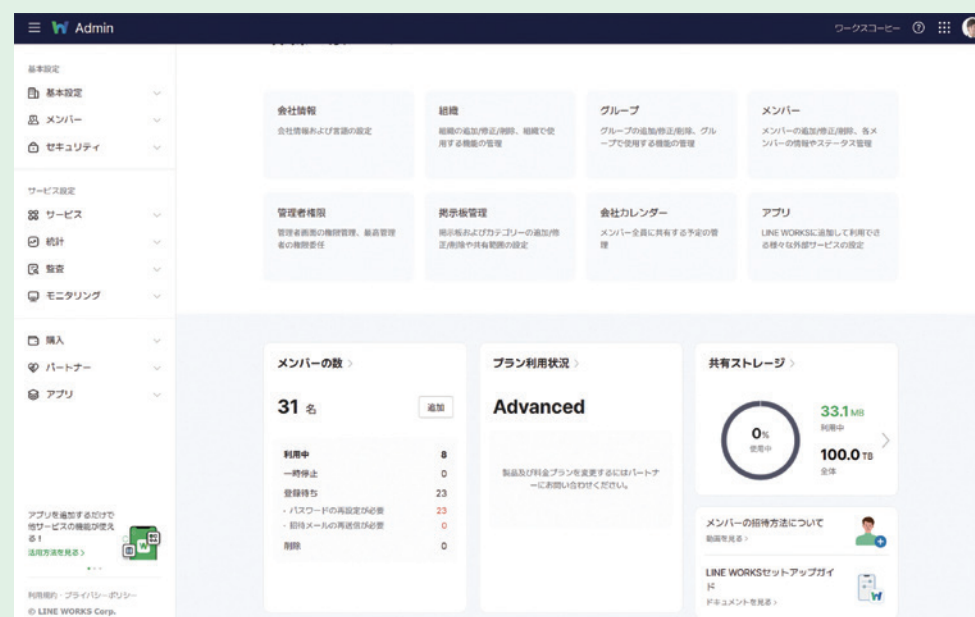 Admin
ワークスコーヒー
基本設定
基本設定
メンバー
セキュリティ
サービス設定
サービス
統計
監査
モニタリング
購入
パートナー
アプリ
アプリを追加するだけで
他サービスの機能が使え
る！
活用方法を見る >
利用規約・プライバシーポリシー
© LINE WORKS Corp.
会社情報
会社情報および言語の設定
組織
組織の追加/修正/削除、組織で使
用する機能の管理
グループ
グループの追加/修正/削除、グル
ープで使用する機能の管理
メンバー
メンバーの追加/修正/削除、各メ
ンバーの情報やステータス管理
管理者権限
管理者画面の権限管理、最高管理
者の権限委任
掲示板管理
掲示板およびカテゴリーの追加/修
正/削除や共有範囲の設定
会社カレンダー
メンバー全員に共有する予定の管
理
アプリ
LINE WORKSに追加して利用でき
る様々な外部サービスの設定
メンバーの数 >
31 名
追加
利用中 8
一時停止 0
登録待ち 23
・パスワードの再設定が必要 23
・招待メールの再送信が必要 0
削除 0
プラン利用状況 >
Advanced
製品及び料金プランを変更するにはパートナ
ーにお問い合わせください。
共有ストレージ >
0%
使用中
33.1 MB
利用中
100.0 TB
全体
メンバーの招待方法について
動画を見る >
LINE WORKSセットアップガイ
ド
ドキュメントを見る >